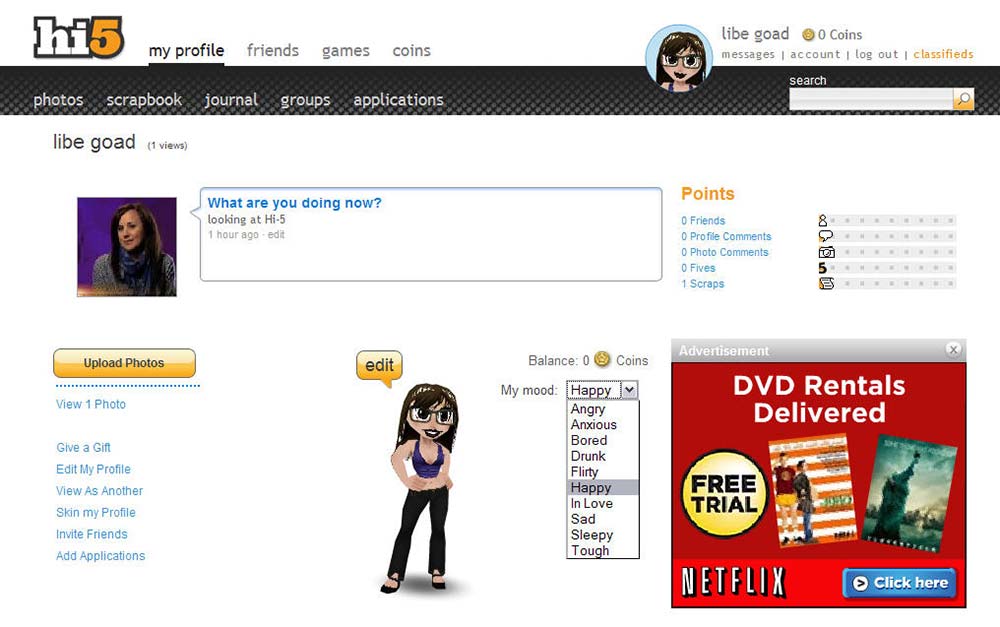 hi5
my profile friends games coins
libe goad 0 Coins
messages | account | log out | classifieds
search
photos scrapbook journal groups applications
libe goad (1 views)
What are you doing now?
looking at Hi-5
1 hour ago · edit
Points
0 Friends
0 Profile Comments
0 Photo Comments
0 Fives
5
1 Scraps
Upload Photos
View 1 Photo
Give a Gift
Edit My Profile
View As Another
Skin my Profile
Invite Friends
Add Applications
edit
Balance: 0 Coins
My mood: Happy
Angry
Anxious
Bored
Drunk
Flirty
Happy
In Love
Sad
Sleepy
Tough
Advertisement
DVD Rentals
Delivered
FREE
TRIAL
NETFLIX
Click here